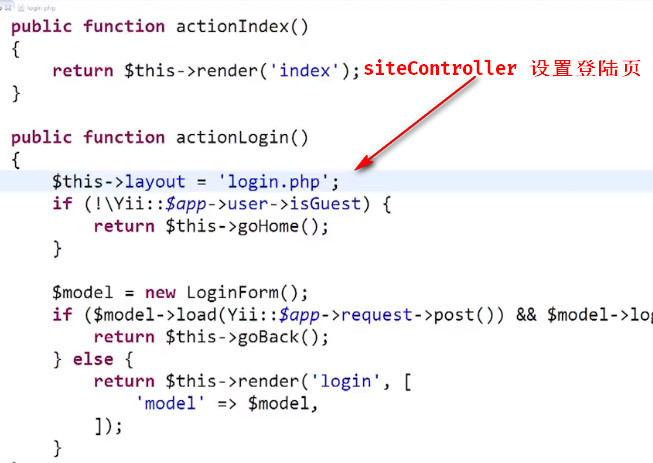 login.php
public function actionIndex()
{
return $this->render('index');siteController 设置登陆页
}
public function actionLogin()
{
$this->layout = 'login.php';
if (!\Yii::$app->user->isGuest) {
return $this->goHome();
}
$model = new LoginForm();
if ($model->load(Yii::$app->request->post()) && $model->log
return $this->goBack();
} else {
return $this->render('login', [
'model' => $model,
]);
}